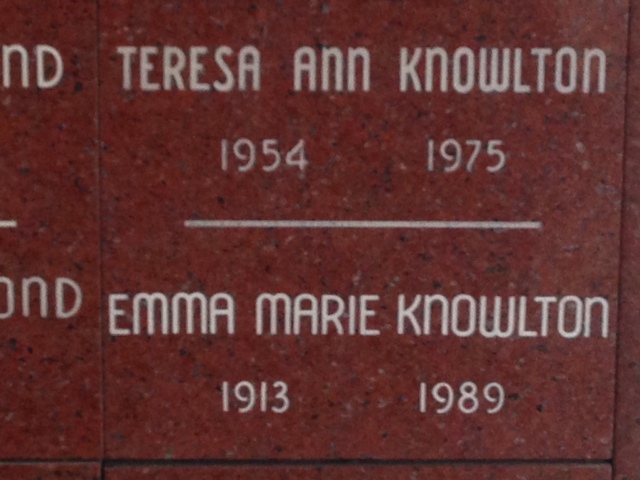 TERESA ANN KNOWLTON
1954 1975
EMMA MARIE KNOWLTON
1913 1989